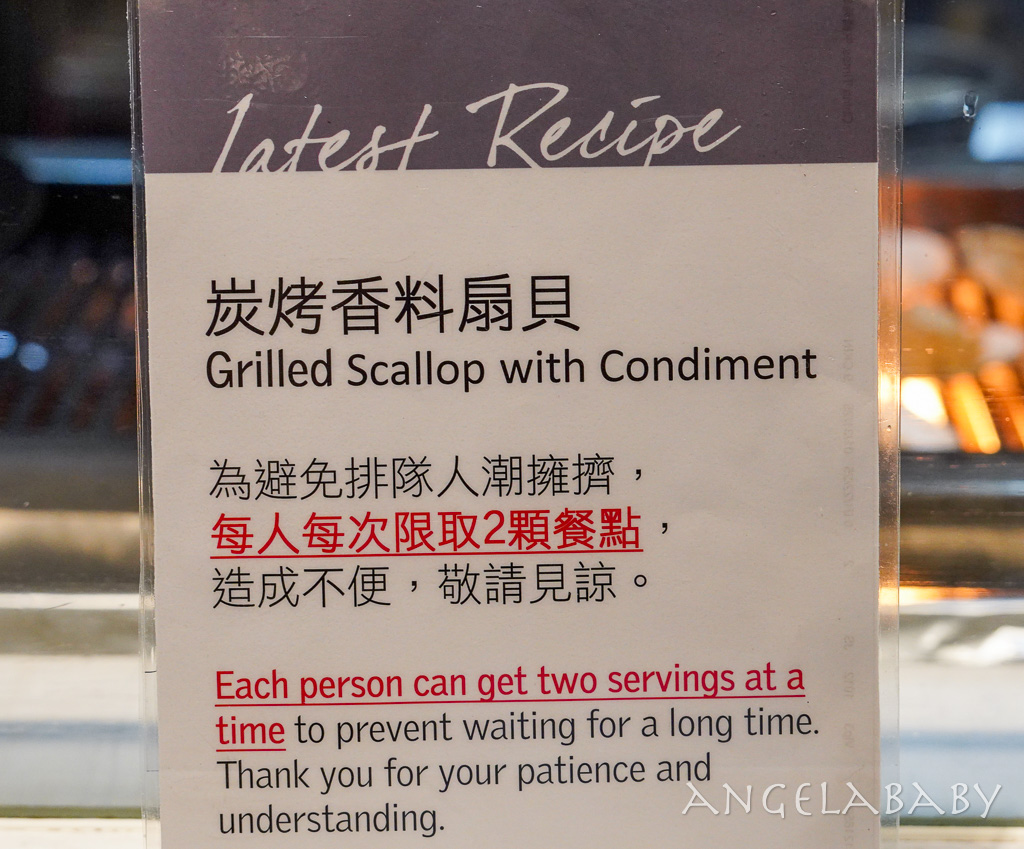 Latest Recipe
炭烤香料扇貝
Grilled Scallop with Condiment
為避免排隊人潮擁擠，
每人每次限取2顆餐點，
造成不便，敬請見諒。
Each person can get two servings at a
time to prevent waiting for a long time.
Thank you for your patience and
understanding.
ANGELABABY